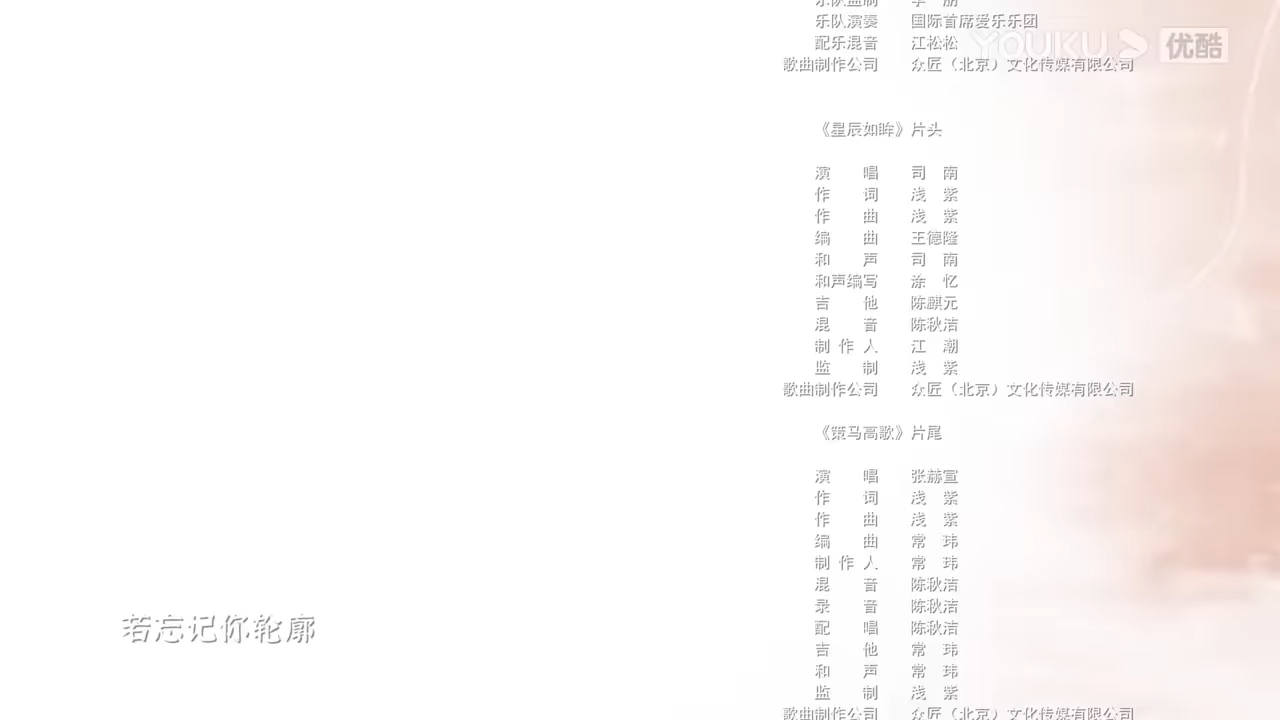 乐队监制 李 朋
乐队演奏 国际首席爱乐乐团
配乐混音 江松松
YOUKU 优酷
歌曲制作公司 众匠（北京）文化传媒有限公司
《星辰如眸》片头
演 唱 司 南
作 词 浅 紫
作 曲 浅 紫
编 曲 王德隆
和 声 司 南
和声编写 涂 忆
吉 他 陈麒元
混 音 陈秋洁
制 作 人 江 潮
监 制 浅 紫
歌曲制作公司 众匠（北京）文化传媒有限公司
《策马高歌》片尾
演 唱 张赫宣
作 词 浅 紫
作 曲 浅 紫
编 曲 常 玮
制 作 人 常 玮
混 音 陈秋洁
录 音 陈秋洁
配 唱 陈秋洁
吉 他 常 玮
和 声 常 玮
监 制 浅 紫
歌曲制作公司 众匠（北京）文化传媒有限公司
若忘记你轮廓